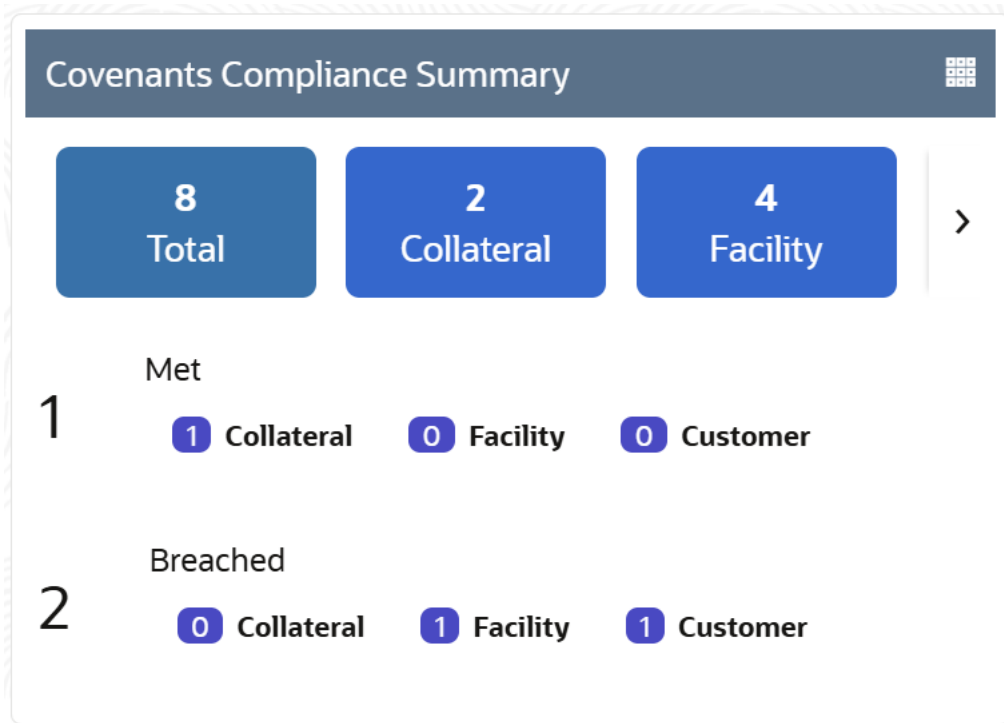 Covenants Compliance Summary
8 2 4
Total Collateral Facility
Met
1
1 Collateral 0 Facility 0 Customer
Breached
2
0 Collateral 1 Facility 1 Customer